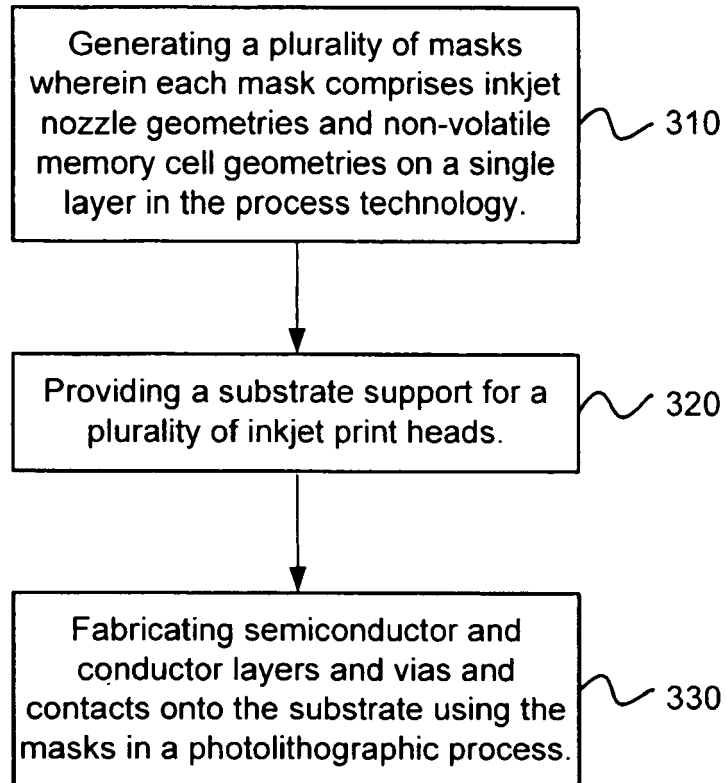 Generating a plurality of masks
wherein each mask comprises inkjet
nozzle geometries and non-volatile
memory cell geometries on a single
layer in the process technology.
310
Providing a substrate support for a
plurality of inkjet print heads.
320
Fabricating semiconductor and
conductor layers and vias and
contacts onto the substrate using the
masks in a photolithographic process.
330